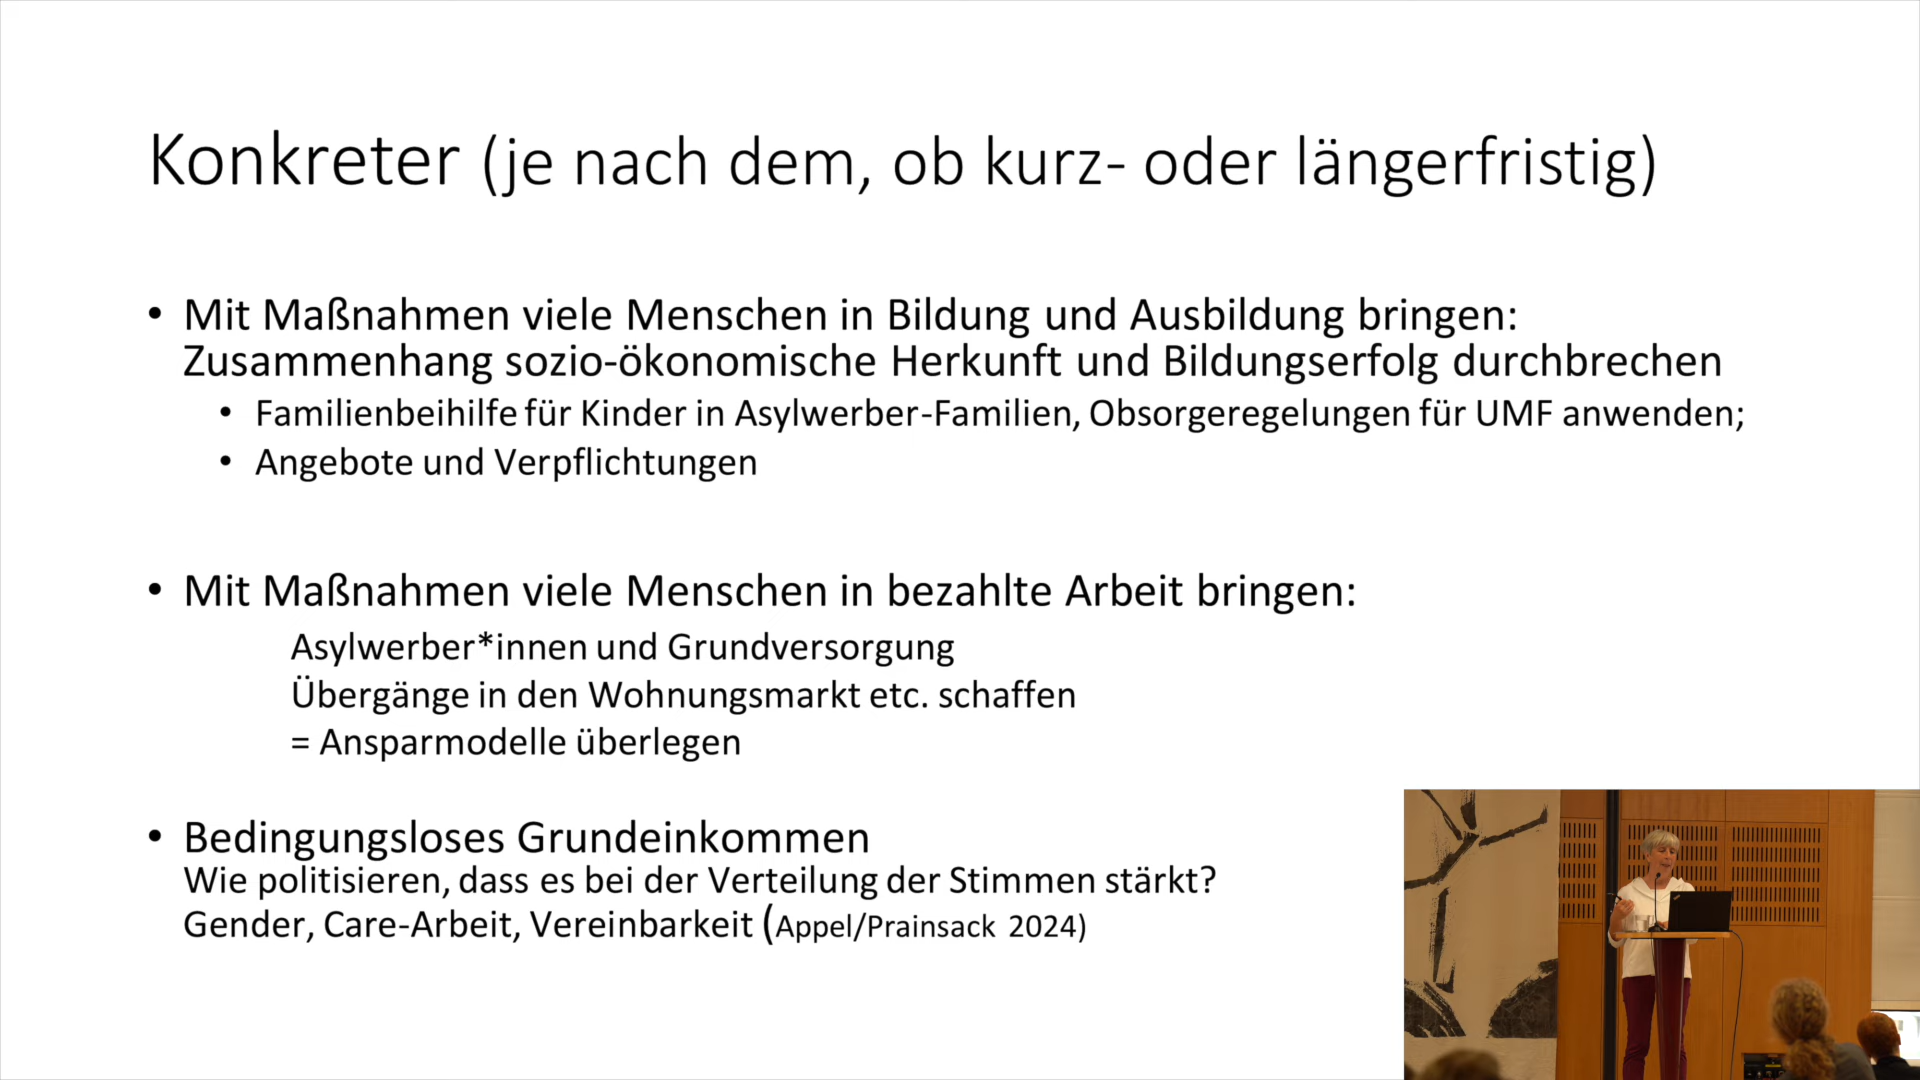 Konkreter (je nach dem, ob kurz- oder längerfristig)
• Mit Maßnahmen viele Menschen in Bildung und Ausbildung bringen:
Zusammenhang sozio-ökonomische Herkunft und Bildungserfolg durchbrechen
• Familienbeihilfe für Kinder in Asylwerber-Familien, Obsorgeregelungen für UMF anwenden;
• Angebote und Verpflichtungen
• Mit Maßnahmen viele Menschen in bezahlte Arbeit bringen:
Asylwerber*innen und Grundversorgung
Übergänge in den Wohnungsmarkt etc. schaffen
= Ansparmodelle überlegen
• Bedingungsloses Grundeinkommen
Wie politisieren, dass es bei der Verteilung der Stimmen stärkt?
Gender, Care-Arbeit, Vereinbarkeit (Appel/Prainsack 2024)